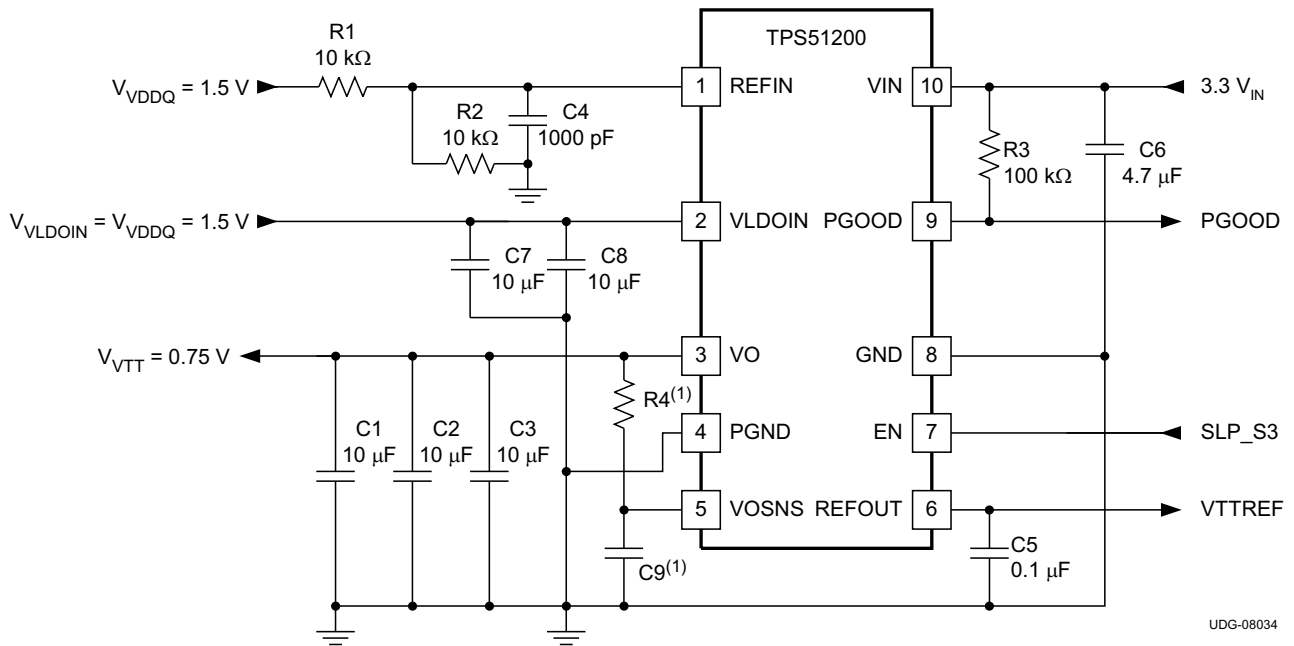 TPS51200
R1
10 kΩ
V_VDDQ = 1.5 V
1 REFIN
VIN 10
3.3 V_IN
R2
10 kΩ
C4
1000 pF
R3
100 kΩ
C6
4.7 μF
V_VLDOIN = V_VDDQ = 1.5 V
2 VLDOIN
PGOOD 9
PGOOD
C7
10 μF
C8
10 μF
V_VTT = 0.75 V
3 VO
GND 8
R4(1)
C1
10 μF
C2
10 μF
C3
10 μF
4 PGND
EN 7
SLP_S3
5 VOSNS
REFOUT 6
VTTREF
C9(1)
C5
0.1 μF
UDG-08034